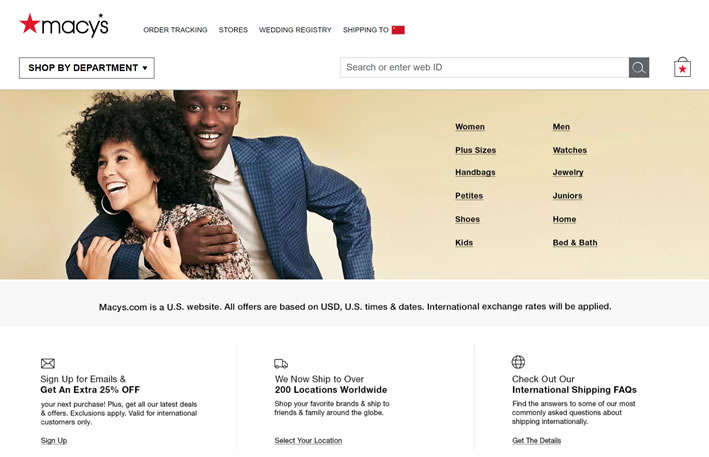 macy's
ORDER TRACKING STORES WEDDING REGISTRY SHIPPING TO
SHOP BY DEPARTMENT
Search or enter web ID
Women Men
Plus Sizes Watches
Handbags Jewelry
Petites Juniors
Shoes Home
Kids Bed & Bath
Macys.com is a U.S. website. All offers are based on USD, U.S. times & dates. International exchange rates will be applied.
Sign Up for Emails &
Get An Extra 25% OFF
your next purchase! Plus, get all our latest deals
& offers. Exclusions apply. Valid for international
customers only.
Sign Up
We Now Ship to Over
200 Locations Worldwide
Shop your favorite brands & ship to
friends & family around the globe.
Select Your Location
Check Out Our
International Shipping FAQs
Find the answers to some of our most
commonly asked questions about
shipping internationally.
Get The Details